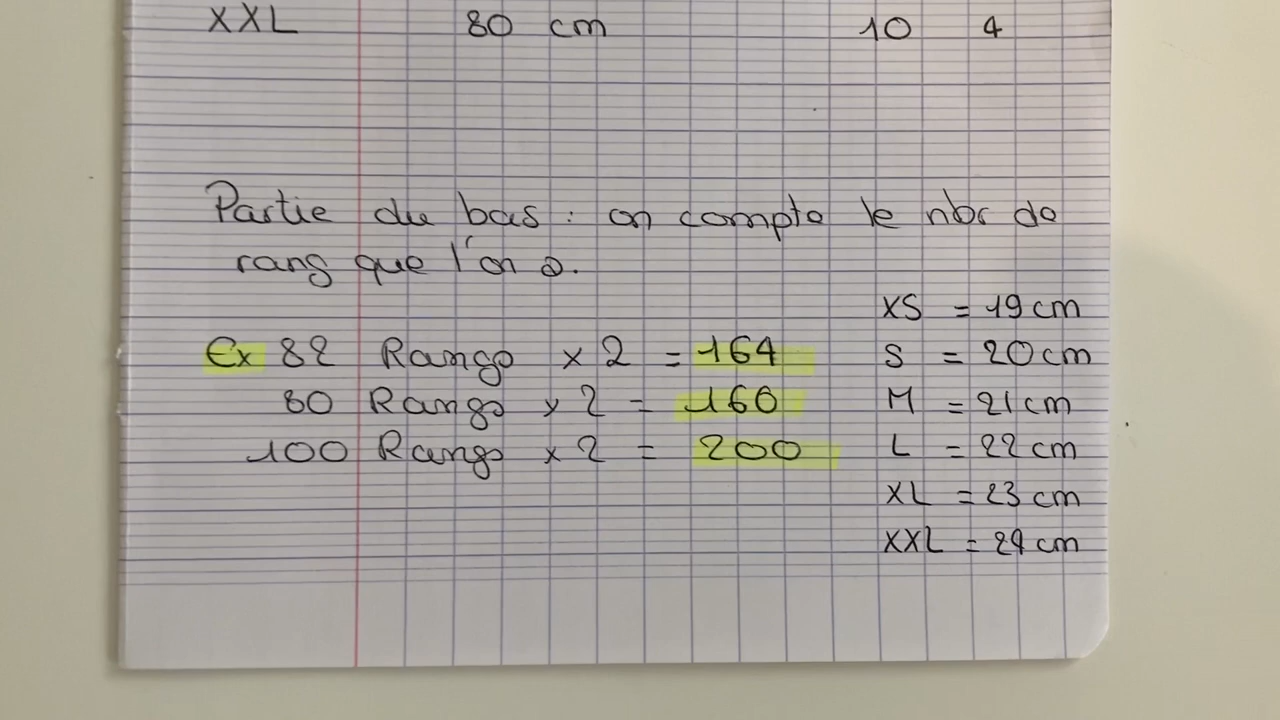 XXL 80 cm 10 4
Partie du bas : on compte le nbr de
rang que l'on a.
XS = 19 cm
Ex 82 Rangs x 2 = 164
S = 20 cm
80 Rangs x 2 = 160
M = 21 cm
100 Rangs x 2 = 200
L = 22 cm
XL = 23 cm
XXL = 24 cm